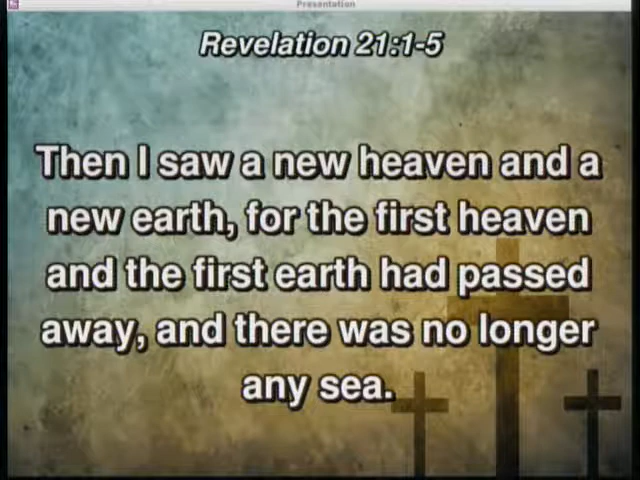 Presentation
Revelation 21:1-5
Then I saw a new heaven and a
new earth, for the first heaven
and the first earth had passed
away, and there was no longer
any sea.